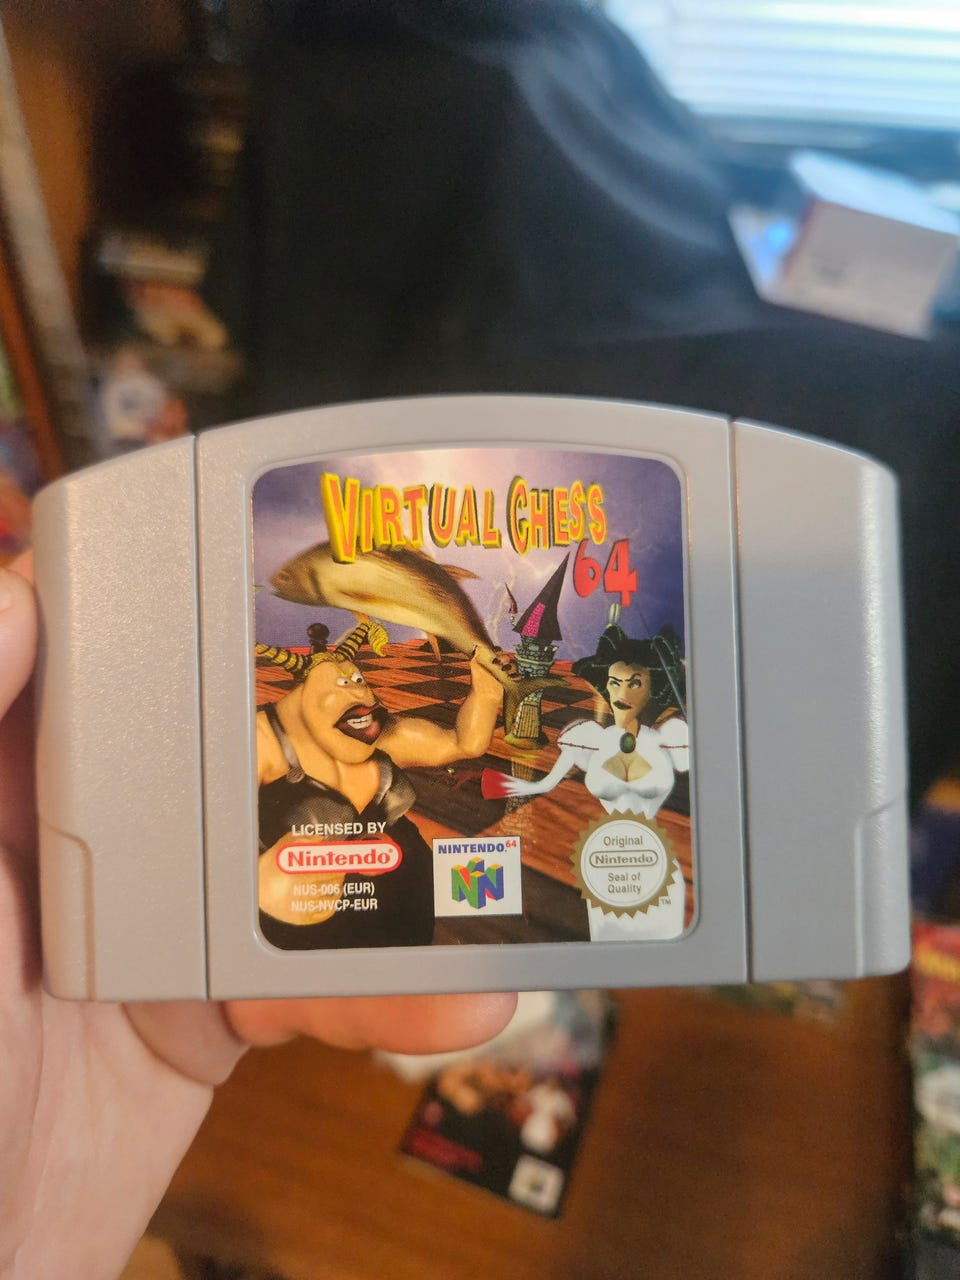 VIRTUAL CHESS
64
LICENSED BY
Nintendo®
NUS-006 (EUR)
NUS-NVCP-EUR
NINTENDO64
Original
Nintendo
Seal of
Quality
TM